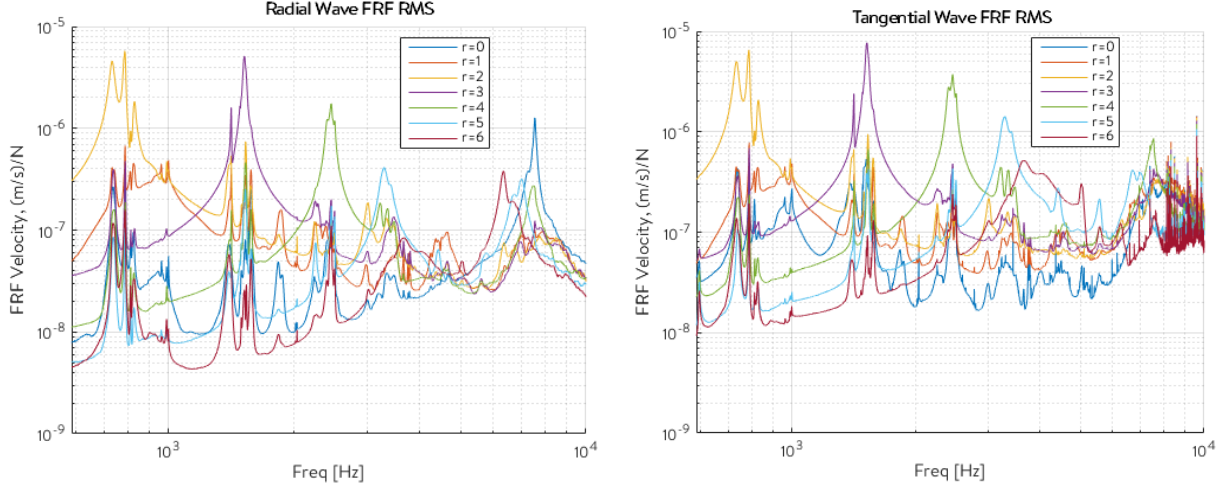 Radial Wave FRF RMS
10^-5
10^-6
10^-7
10^-8
10^-9
FRF Velocity, (m/s)/N
r=0
r=1
r=2
r=3
r=4
r=5
r=6
10^3
10^4
Freq [Hz]
Tangential Wave FRF RMS
10^-5
10^-6
10^-7
10^-8
10^-9
FRF Velocity, (m/s)/N
r=0
r=1
r=2
r=3
r=4
r=5
r=6
10^3
10^4
Freq [Hz]